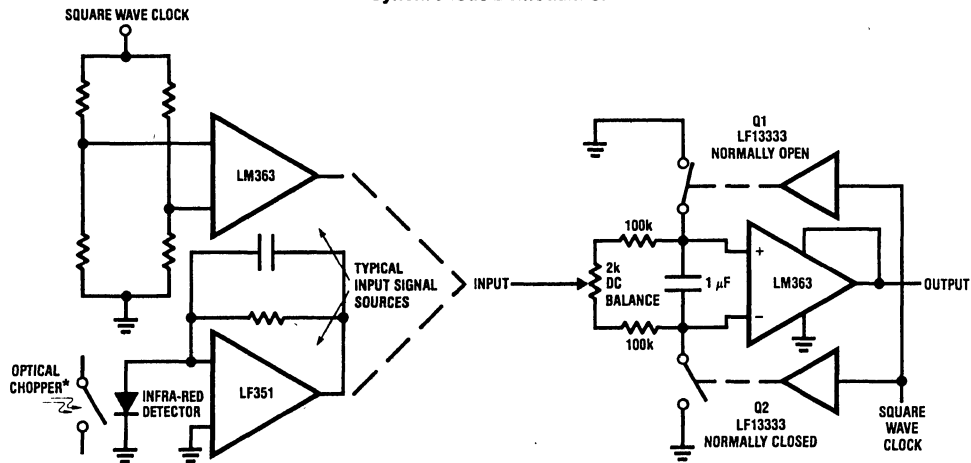 SQUARE WAVE CLOCK
LM363
TYPICAL
INPUT SIGNAL
SOURCES
OPTICAL
CHOPPER*
INFRA-RED
DETECTOR
LF351
INPUT
Q1
LF13333
NORMALLY OPEN
100k
2k
DC
BALANCE
1 μF
100k
+
LM363
−
OUTPUT
Q2
LF13333
NORMALLY CLOSED
SQUARE
WAVE
CLOCK